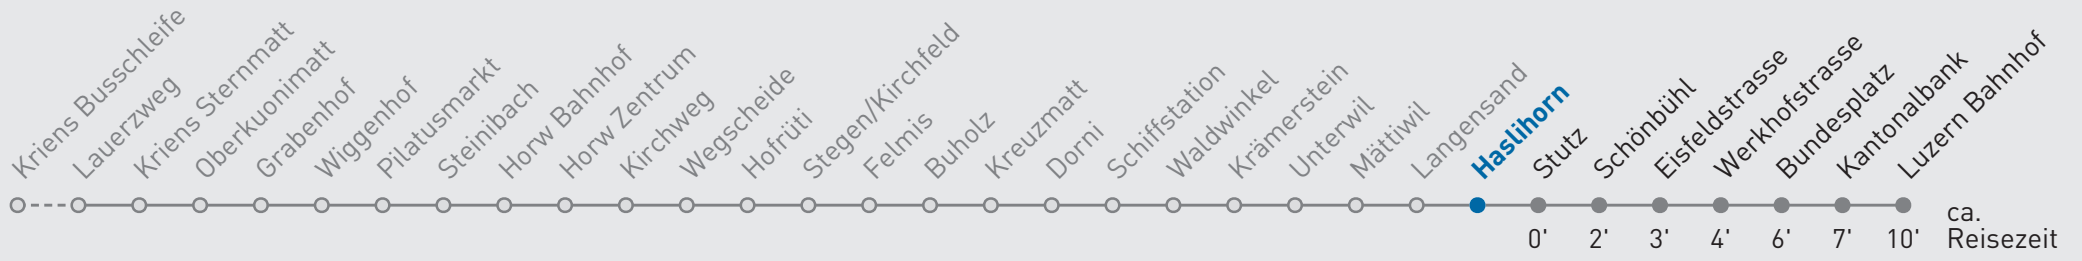 Kriens Busschleife
Lauerzweg
Kriens Sternmatt
Oberkuonimatt
Grabenhof
Wiggenhof
Pilatusmarkt
Steinibach
Horw Bahnhof
Horw Zentrum
Kirchweg
Wegscheide
Hofrüti
Stegen/Kirchfeld
Felmis
Buholz
Kreuzmatt
Dorni
Schiffstation
Waldwinkel
Krämerstein
Unterwil
Mättiwil
Langensand
Haslihorn
Stutz
Schönbühl
Eisfeldstrasse
Werkhofstrasse
Bundesplatz
Kantonalbank
Luzern Bahnhof
ca.
0' 2' 3' 4' 6' 7' 10' Reisezeit